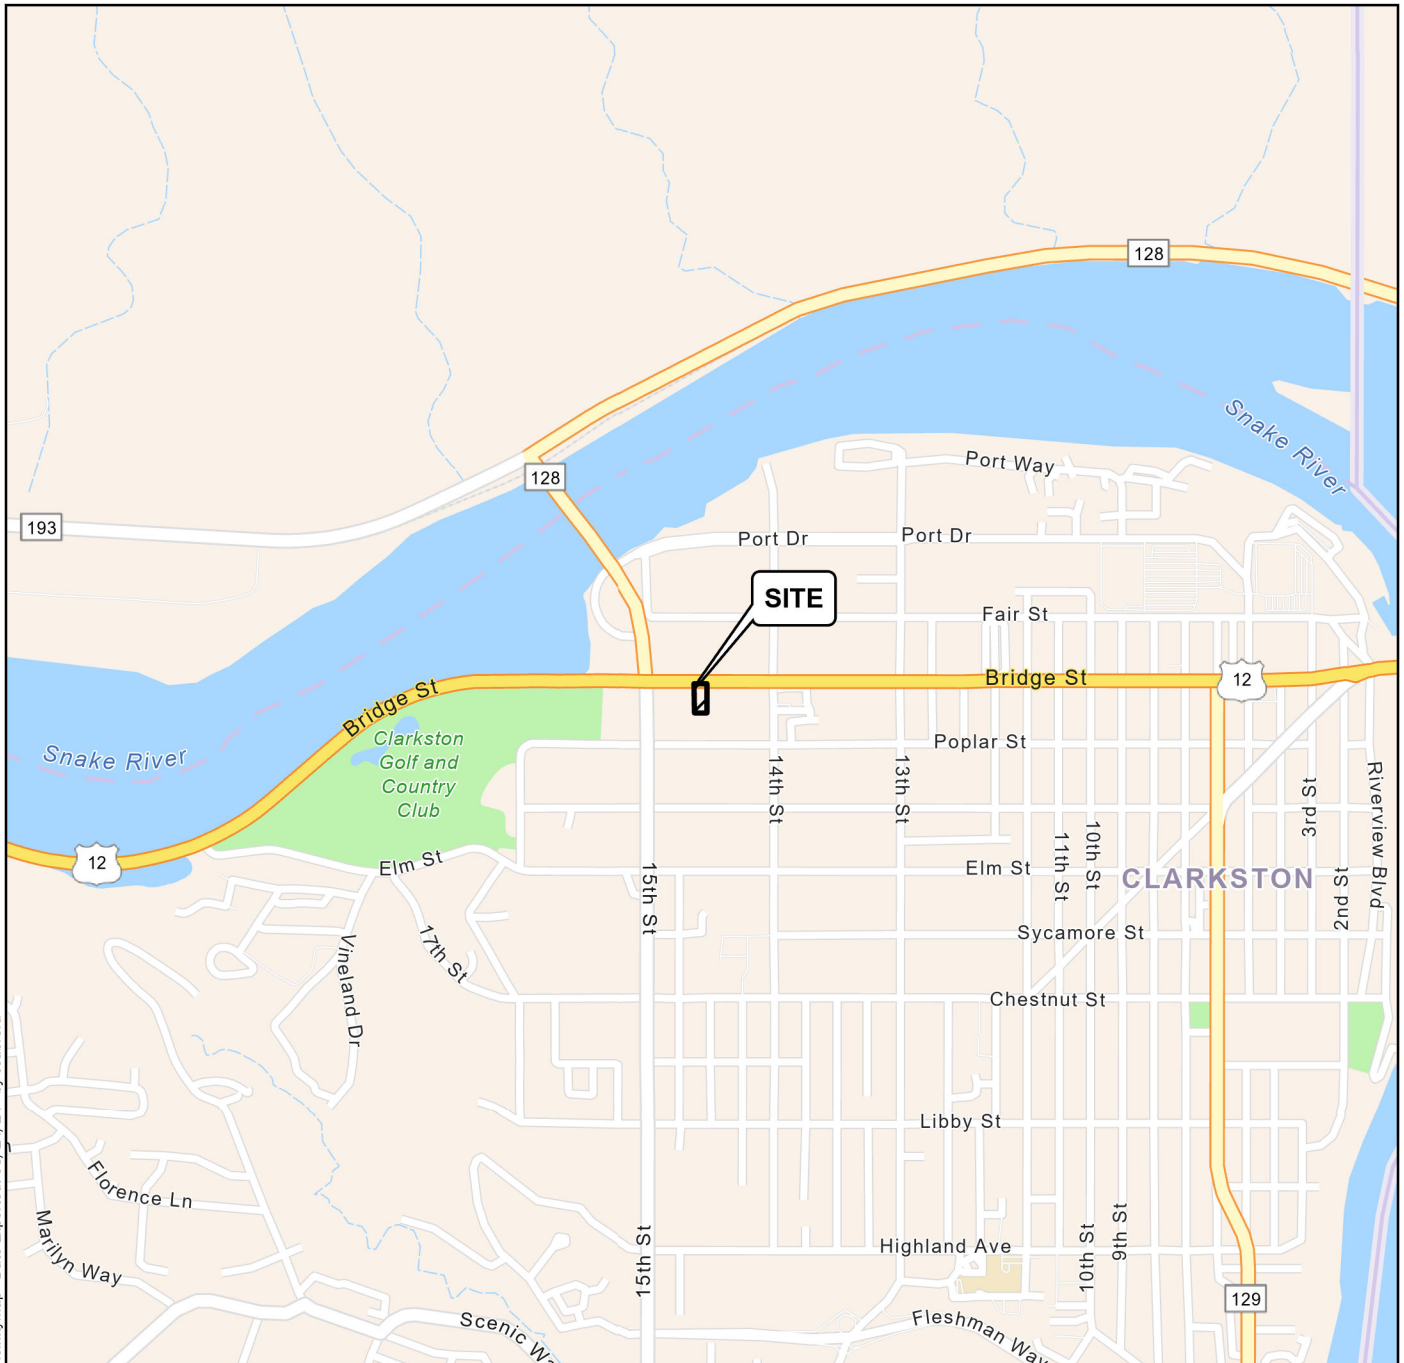 128
Snake River
Port Way
128
193
Port Dr
Port Dr
SITE
Fair St
Bridge St
Bridge St
12
Clarkston
Golf and
Country
Club
Snake River
Poplar St
14th St
13th St
3rd St
Riverview Blvd
12
Elm St
Elm St
11th St
10th St
CLARKSTON
15th St
2nd St
17th St
Sycamore St
Vineland Dr
Chestnut St
Libby St
Florence Ln
Marilyn Way
15th St
Highland Ave
10th St
9th St
129
Scenic Wa
Fleshman Way